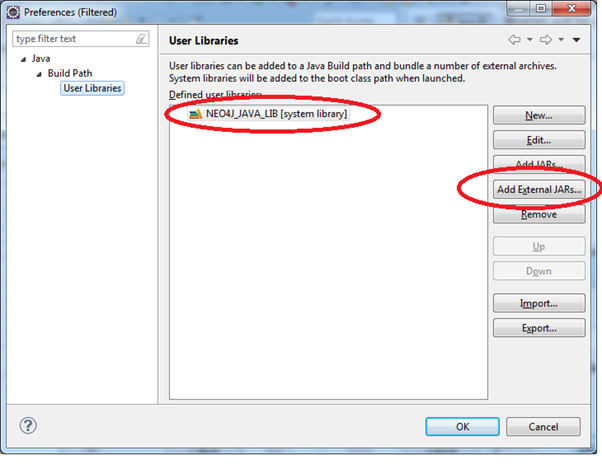 Preferences (Filtered)
type filter text
Java
Build Path
User Libraries
User Libraries
User libraries can be added to a Java Build path and bundle a number of external archives.
System libraries will be added to the boot class path when launched.
Defined user libraries:
NEO4J_JAVA_LIB [system library]
New...
Edit...
Add JARs...
Add External JARs...
Remove
Up
Down
Import...
Export...
OK
Cancel